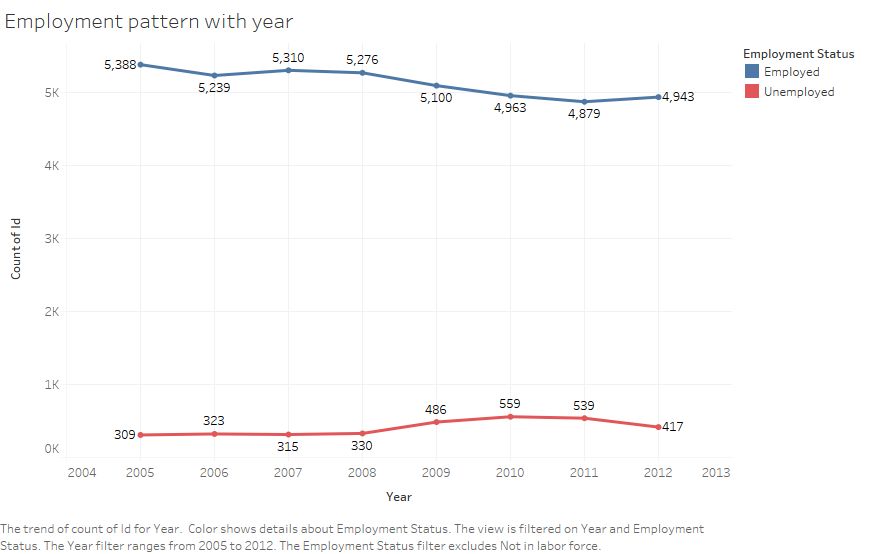 Employment pattern with year
Employment Status
Employed
Unemployed
5,388
5,239
5,310
5,276
5,100
4,963
4,879
4,943
5K
4K
3K
2K
1K
0K
Count of Id
309
323
315
330
486
559
539
417
2004 2005 2006 2007 2008 2009 2010 2011 2012 2013
Year
The trend of count of Id for Year. Color shows details about Employment Status. The view is filtered on Year and Employment
Status. The Year filter ranges from 2005 to 2012. The Employment Status filter excludes Not in labor force.